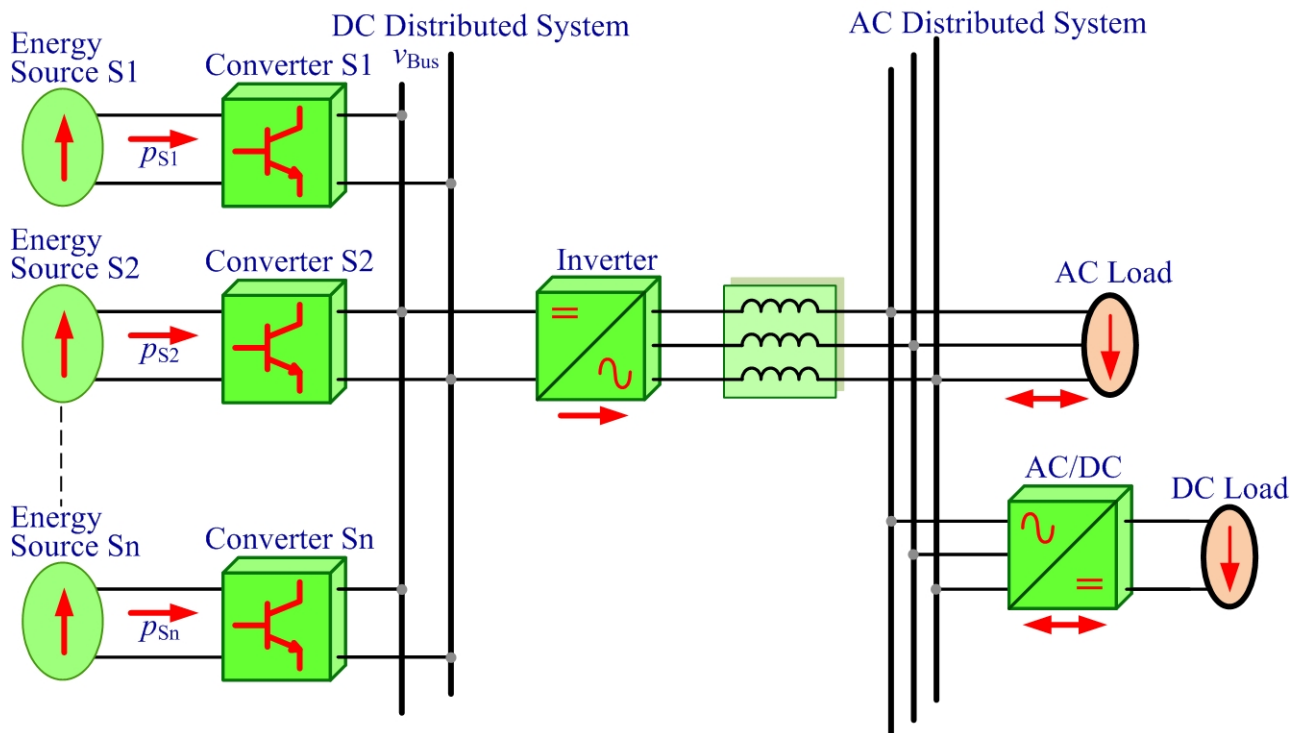 DC Distributed System
AC Distributed System
Energy
Source S1
Converter S1
vBus
pS1
Energy
Source S2
Converter S2
Inverter
AC Load
pS2
AC/DC
DC Load
Energy
Source Sn
Converter Sn
pSn